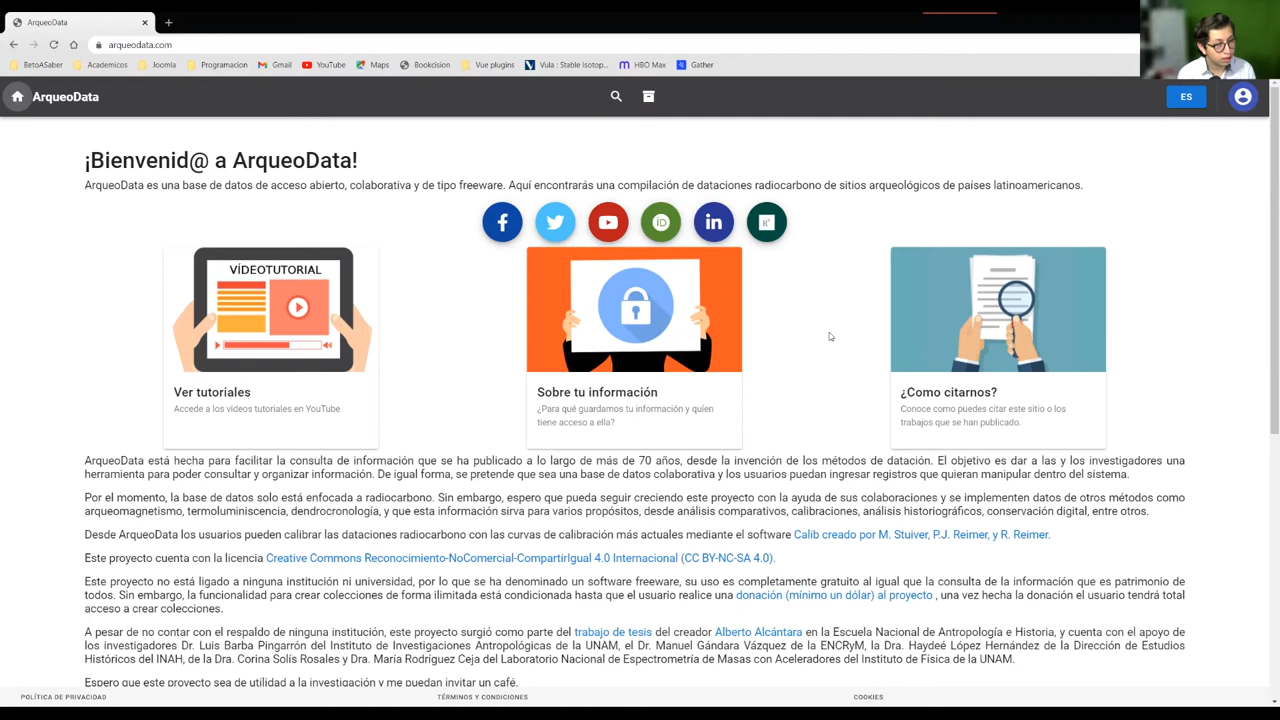 ArqueoData
arqueodata.com
BetoASaber Academicos Joomla Programacion Gmail YouTube Maps Bookcision Vue plugins Vula : Stable Isotop... HBO Max Gather
ArqueoData ES
¡Bienvenid@ a ArqueoData!
ArqueoData es una base de datos de acceso abierto, colaborativa y de tipo freeware. Aquí encontrarás una compilación de dataciones radiocarbono de sitios arqueológicos de países latinoamericanos.
f iD in R
VÍDEOTUTORIAL
Ver tutoriales
Accede a los videos tutoriales en YouTube
Sobre tu información
¿Para qué guardamos tu información y quíen
tiene acceso a ella?
¿Como citarnos?
Conoce como puedes citar este sitio o los
trabajos que se han publicado.
ArqueoData está hecha para facilitar la consulta de información que se ha publicado a lo largo de más de 70 años, desde la invención de los métodos de datación. El objetivo es dar a las y los investigadores una
herramienta para poder consultar y organizar información. De igual forma, se pretende que sea una base de datos colaborativa y los usuarios puedan ingresar registros que quieran manipular dentro del sistema.
Por el momento, la base de datos solo está enfocada a radiocarbono. Sin embargo, espero que pueda seguir creciendo este proyecto con la ayuda de sus colaboraciones y se implementen datos de otros métodos como
arqueomagnetismo, termoluminiscencia, dendrocronología, y que esta información sirva para varios propósitos, desde análisis comparativos, calibraciones, análisis historiográficos, conservación digital, entre otros.
Desde ArqueoData los usuarios pueden calibrar las dataciones radiocarbono con las curvas de calibración más actuales mediante el software Calib creado por M. Stuiver, P.J. Reimer, y R. Reimer.
Este proyecto cuenta con la licencia Creative Commons Reconocimiento-NoComercial-CompartirIgual 4.0 Internacional (CC BY-NC-SA 4.0).
Este proyecto no está ligado a ninguna institución ni universidad, por lo que se ha denominado un software freeware, su uso es completamente gratuito al igual que la consulta de la información que es patrimonio de
todos. Sin embargo, la funcionalidad para crear colecciones de forma ilimitada está condicionada hasta que el usuario realice una donación (mínimo un dólar) al proyecto , una vez hecha la donación el usuario tendrá total
acceso a crear colecciones.
A pesar de no contar con el respaldo de ninguna institución, este proyecto surgió como parte del trabajo de tesis del creador Alberto Alcántara en la Escuela Nacional de Antropología e Historia, y cuenta con el apoyo de
los investigadores Dr. Luis Barba Pingarrón del Instituto de Investigaciones Antropológicas de la UNAM, el Dr. Manuel Gándara Vázquez de la ENCRyM, la Dra. Haydeé López Hernández de la Dirección de Estudios
Históricos del INAH, de la Dra. Corina Solís Rosales y Dra. María Rodríguez Ceja del Laboratorio Nacional de Espectrometría de Masas con Aceleradores del Instituto de Física de la UNAM.
Espero que este proyecto sea de utilidad a la investigación y me puedan invitar un café.
POLÍTICA DE PRIVACIDAD TÉRMINOS Y CONDICIONES COOKIES